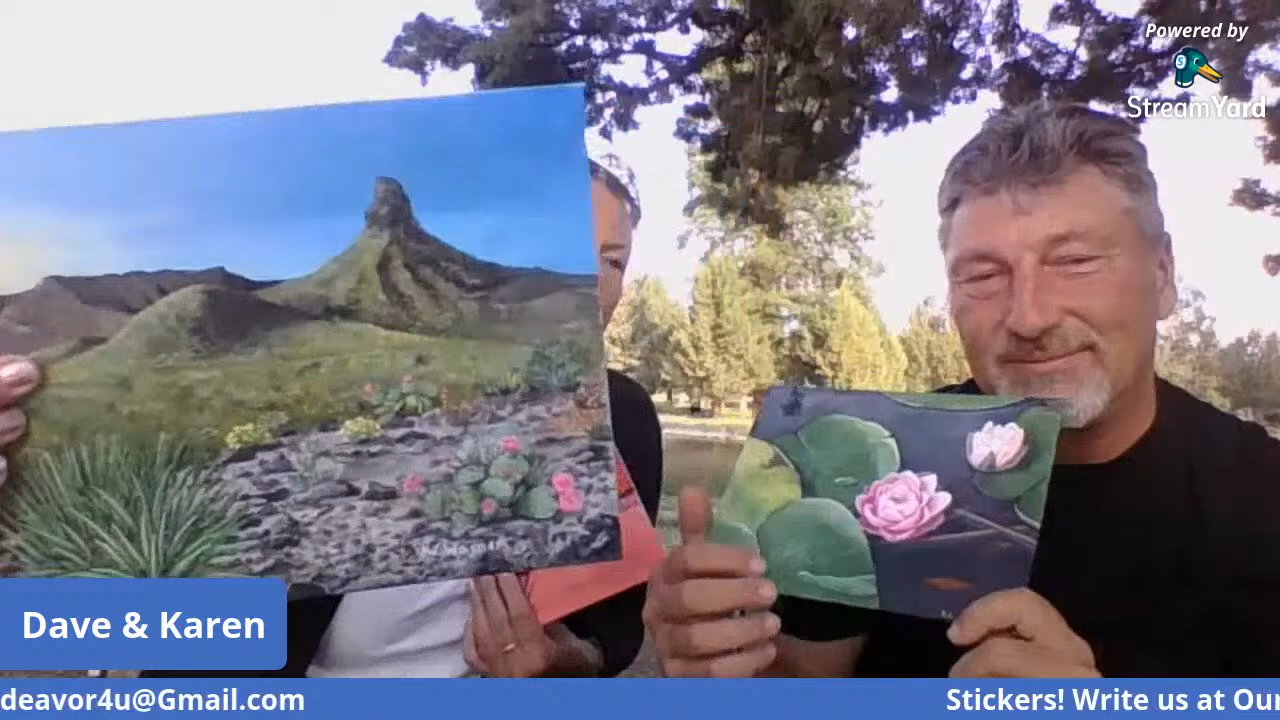 Powered by
StreamYard
Dave & Karen
deavor4u@Gmail.com
Stickers! Write us at Our